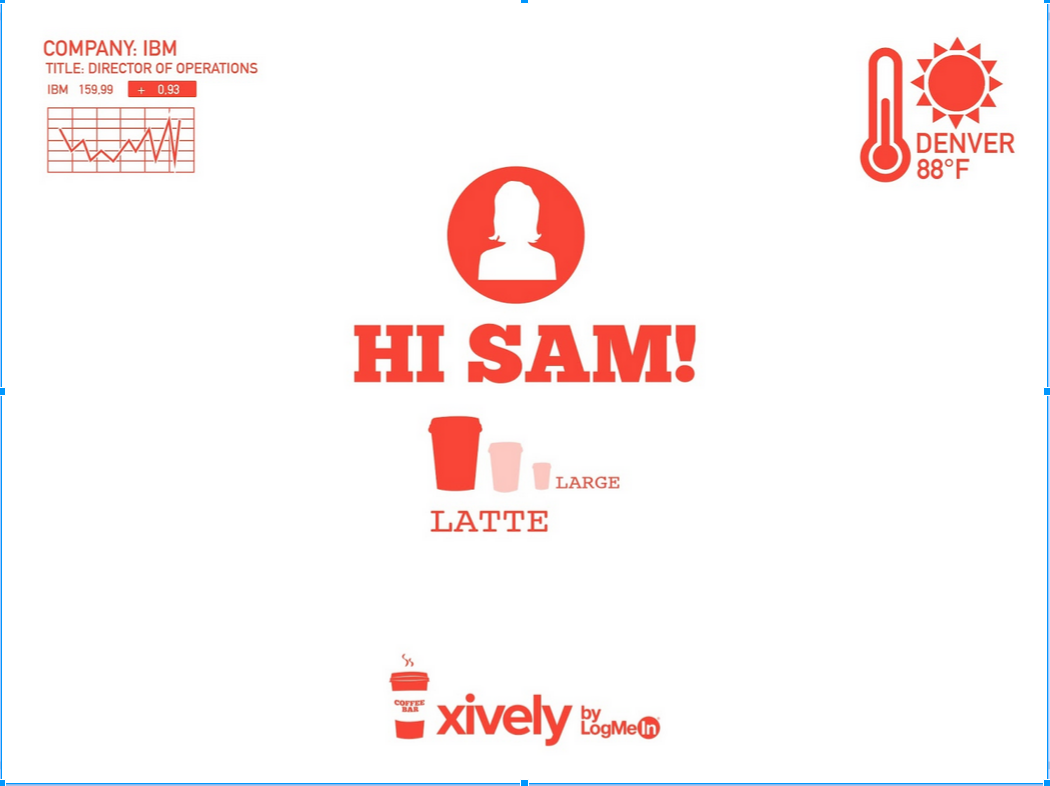 COMPANY: IBM
TITLE: DIRECTOR OF OPERATIONS
IBM 159,99 + 0,93
DENVER
88°F
HI SAM!
LARGE
LATTE
COFFEE
BAR
xively by
LogMeIn